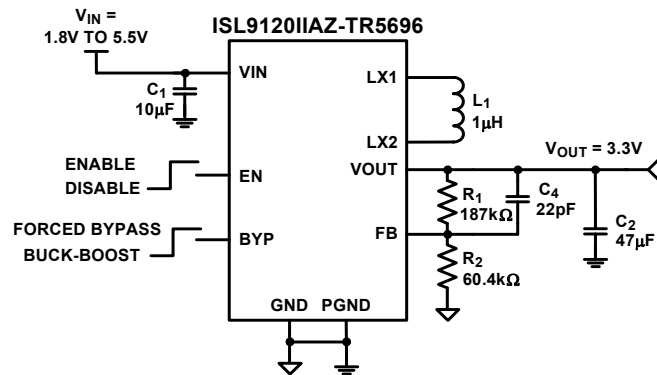 ISL9120IIAZ-TR5696
V_IN =
1.8V TO 5.5V
VIN
C1
10µF
LX1
L1
1µH
LX2
VOUT
V_OUT = 3.3V
ENABLE
DISABLE
EN
R1
187kΩ
C4
22pF
C2
47µF
FORCED BYPASS
BUCK-BOOST
BYP
FB
R2
60.4kΩ
GND
PGND